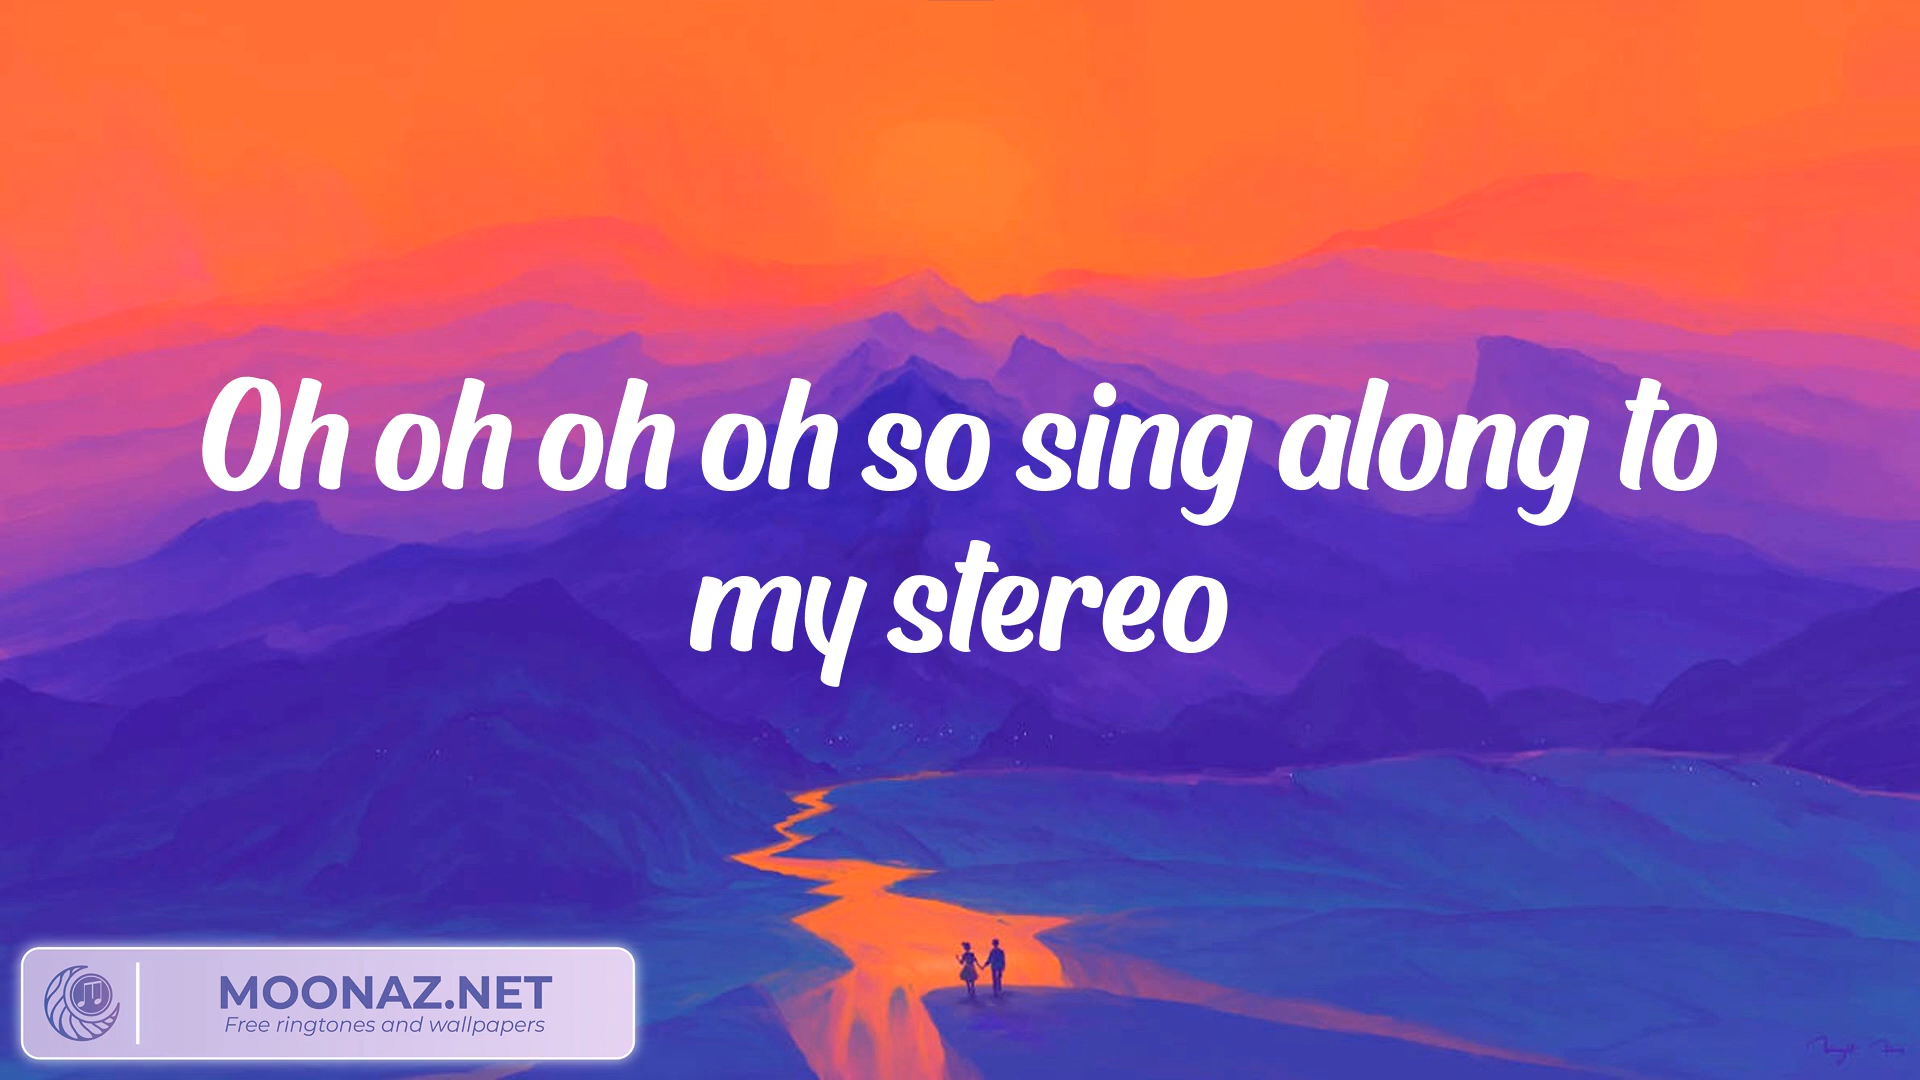 Oh oh oh oh so sing along to
my stereo
MOONAZ.NET
Free ringtones and wallpapers